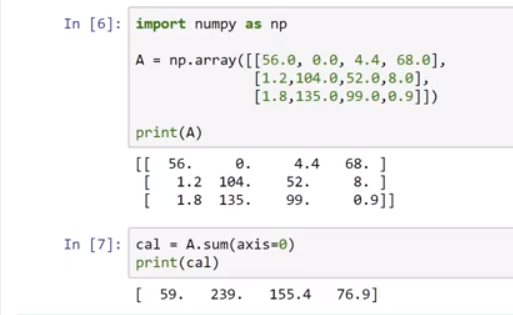 In [6]: import numpy as np
A = np.array([[56.0, 0.0, 4.4, 68.0],
[1.2,104.0,52.0,8.0],
[1.8,135.0,99.0,0.9]])
print(A)
[[ 56. 0. 4.4 68. ]
[ 1.2 104. 52. 8. ]
[ 1.8 135. 99. 0.9]]
In [7]: cal = A.sum(axis=0)
print(cal)
[ 59. 239. 155.4 76.9]